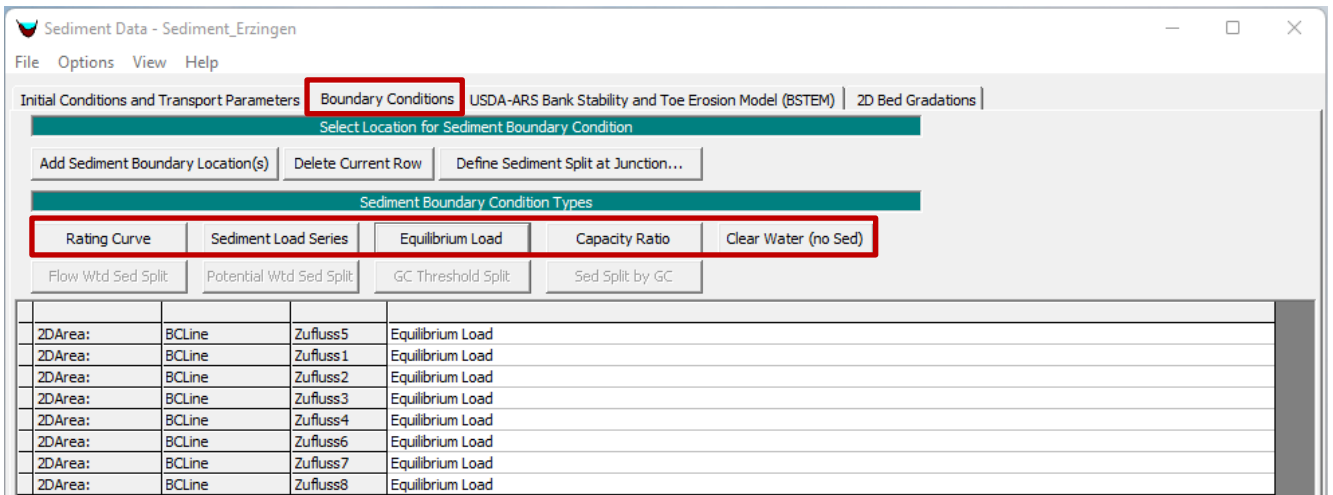 Sediment Data - Sediment_Erzingen
File Options View Help
Initial Conditions and Transport Parameters Boundary Conditions USDA-ARS Bank Stability and Toe Erosion Model (BSTEM) 2D Bed Gradations
Select Location for Sediment Boundary Condition
Add Sediment Boundary Location(s) Delete Current Row Define Sediment Split at Junction...
Sediment Boundary Condition Types
Rating Curve Sediment Load Series Equilibrium Load Capacity Ratio Clear Water (no Sed)
Flow Wtd Sed Split Potential Wtd Sed Split GC Threshold Split Sed Split by GC
2DArea: BCLine Zufluss5 Equilibrium Load
2DArea: BCLine Zufluss1 Equilibrium Load
2DArea: BCLine Zufluss2 Equilibrium Load
2DArea: BCLine Zufluss3 Equilibrium Load
2DArea: BCLine Zufluss4 Equilibrium Load
2DArea: BCLine Zufluss6 Equilibrium Load
2DArea: BCLine Zufluss7 Equilibrium Load
2DArea: BCLine Zufluss8 Equilibrium Load